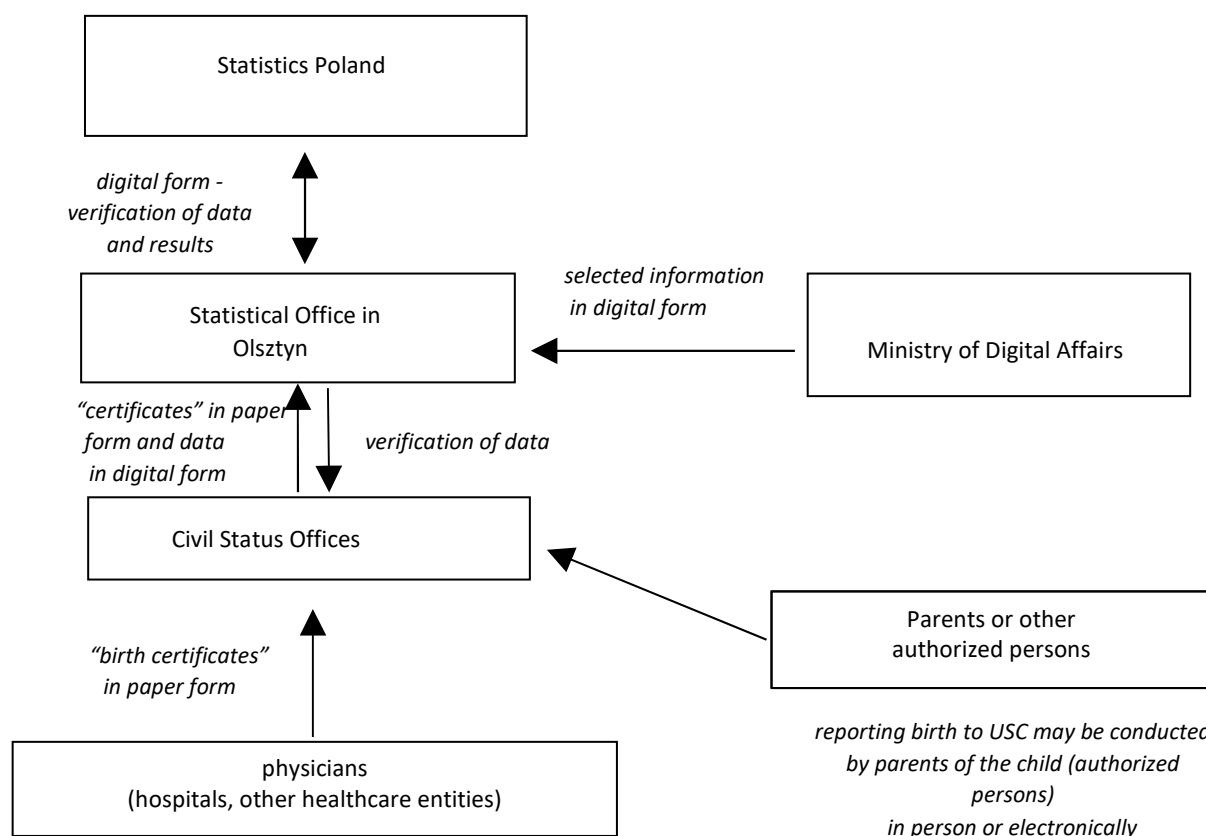 Statistics Poland
digital form -
verification of data
and results
selected information
in digital form
Statistical Office in
Olsztyn
Ministry of Digital Affairs
“certificates” in paper
form and data
in digital form
verification of data
Civil Status Offices
Parents or other
authorized persons
“birth certificates”
in paper form
reporting birth to USC may be conducted
by parents of the child (authorized
persons)
in person or electronically
physicians
(hospitals, other healthcare entities)